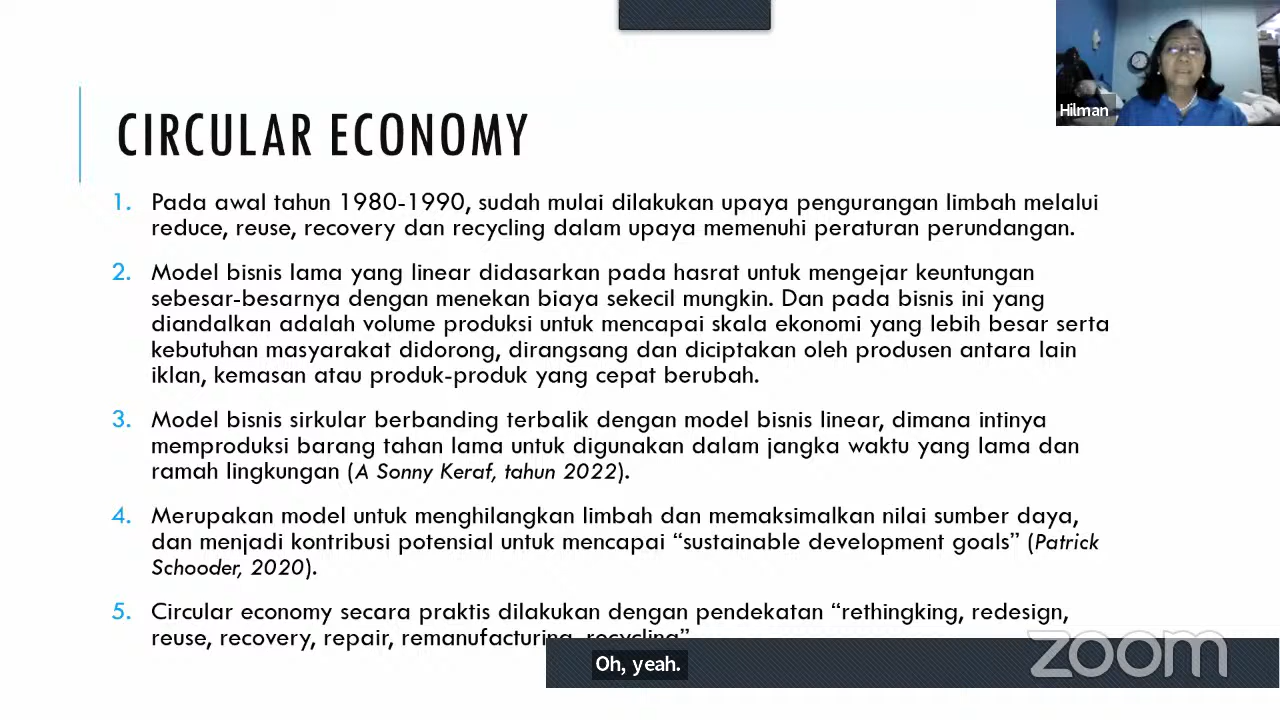 Hilman
CIRCULAR ECONOMY
1. Pada awal tahun 1980-1990, sudah mulai dilakukan upaya pengurangan limbah melalui
reduce, reuse, recovery dan recycling dalam upaya memenuhi peraturan perundangan.
2. Model bisnis lama yang linear didasarkan pada hasrat untuk mengejar keuntungan
sebesar-besarnya dengan menekan biaya sekecil mungkin. Dan pada bisnis ini yang
diandalkan adalah volume produksi untuk mencapai skala ekonomi yang lebih besar serta
kebutuhan masyarakat didorong, dirangsang dan diciptakan oleh produsen antara lain
iklan, kemasan atau produk-produk yang cepat berubah.
3. Model bisnis sirkular berbanding terbalik dengan model bisnis linear, dimana intinya
memproduksi barang tahan lama untuk digunakan dalam jangka waktu yang lama dan
ramah lingkungan (A Sonny Keraf, tahun 2022).
4. Merupakan model untuk menghilangkan limbah dan memaksimalkan nilai sumber daya,
dan menjadi kontribusi potensial untuk mencapai “sustainable development goals” (Patrick
Schooder, 2020).
5. Circular economy secara praktis dilakukan dengan pendekatan “rethingking, redesign,
reuse, recovery, repair, remanufacturing, recycling”
Oh, yeah.
zoom